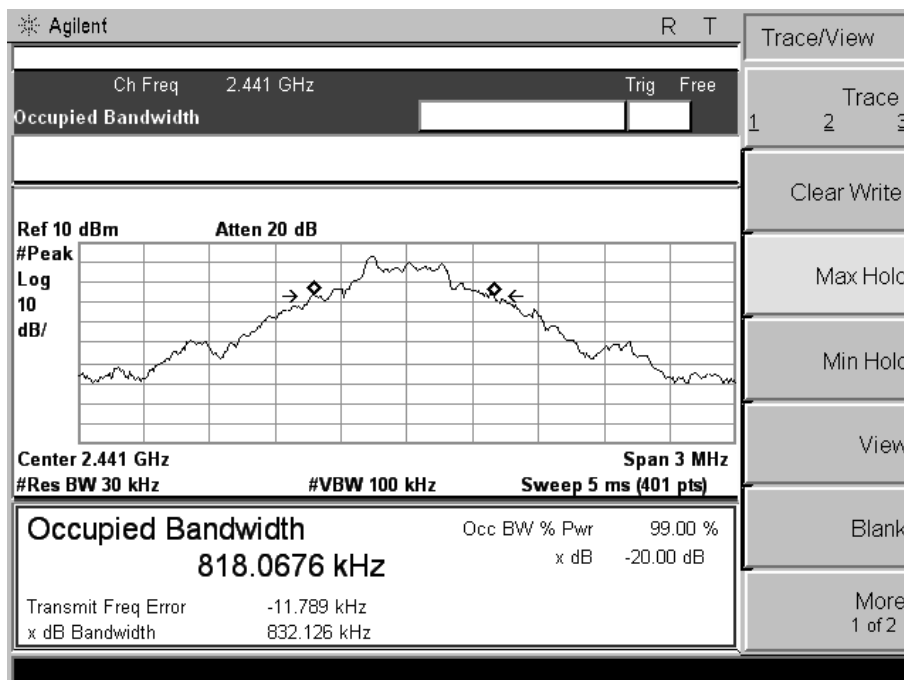 Agilent R T
Trace/View
Ch Freq 2.441 GHz Trig Free
Occupied Bandwidth
Trace
1 2 3
Clear Write
Max Hold
Min Hold
View
Blank
More
1 of 2
Ref 10 dBm Atten 20 dB
#Peak
Log
10
dB/
Center 2.441 GHz Span 3 MHz
#Res BW 30 kHz #VBW 100 kHz Sweep 5 ms (401 pts)
Occupied Bandwidth
818.0676 kHz
Occ BW % Pwr 99.00 %
x dB -20.00 dB
Transmit Freq Error -11.789 kHz
x dB Bandwidth 832.126 kHz